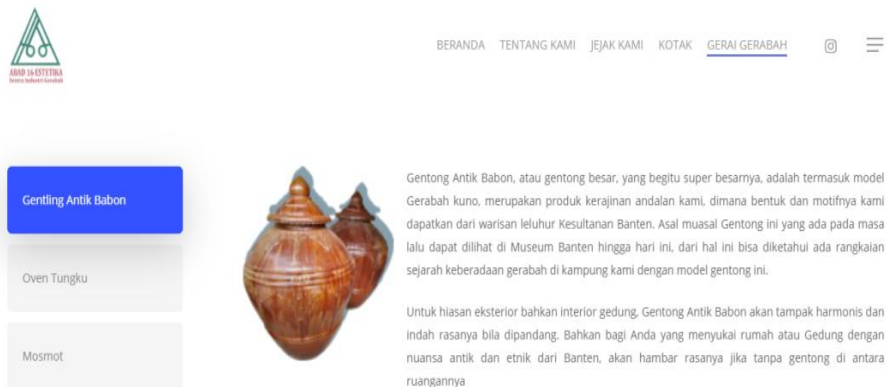 ABAD 16 ESTETIKA
Sentra Industri Gerabah
BERANDA TENTANG KAMI JEJAK KAMI KOTAK GERAI GERABAH
Gentling Antik Babon
Oven Tungku
Mosmot
Gentong Antik Babon, atau gentong besar, yang begitu super besarnya, adalah termasuk model
Gerabah kuno, merupakan produk kerajinan andalan kami, dimana bentuk dan motifnya kami
dapatkan dari warisan leluhur Kesultanan Banten. Asal muasal Gentong ini yang ada pada masa
lalu dapat dilihat di Museum Banten hingga hari ini, dari hal ini bisa diketahui ada rangkaian
sejarah keberadaan gerabah di kampung kami dengan model gentong ini.
Untuk hiasan eksterior bahkan interior gedung, Gentong Antik Babon akan tampak harmonis dan
indah rasanya bila dipandang. Bahkan bagi Anda yang menyukai rumah atau Gedung dengan
nuansa antik dan etnik dari Banten, akan hambar rasanya jika tanpa gentong di antara
ruangannya